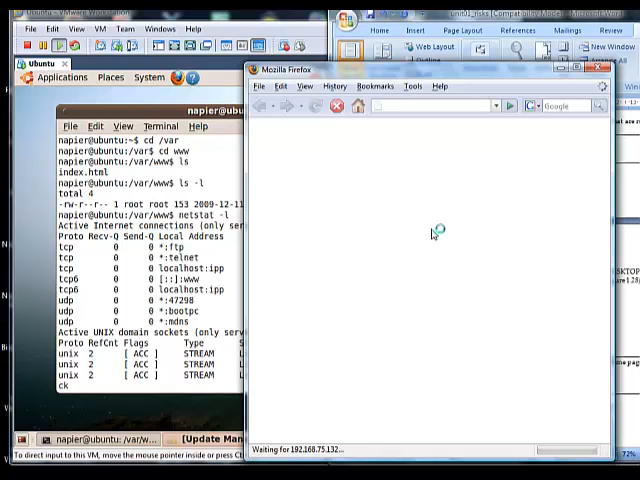 Ubuntu - VMware Workstation
unit01_risks [Compatibility Mode]
File Edit View VM Team Windows
Home Insert Page Layout References Mailings Review
Web Layout
New Window
Ubuntu
Applications Places System
Mozilla Firefox
File Edit View History Bookmarks Tools Help
Google
napier@ubu
File Edit View Terminal Help
napier@ubuntu:~$ cd /var
napier@ubuntu:/var$ cd www
napier@ubuntu:/var/www$ ls
index.html
napier@ubuntu:/var/www$ ls -l
total 4
-rw-r--r-- 1 root root 153 2009-12-11
napier@ubuntu:/var/www$ netstat -l
Active Internet connections (only ser
Proto Recv-Q Send-Q Local Address
tcp 0 0 *:ftp
tcp 0 0 *:telnet
tcp 0 0 localhost:ipp
tcp6 0 0 [::]:www
tcp6 0 0 localhost:ipp
udp 0 0 *:47298
udp 0 0 *:bootpc
udp 0 0 *:mdns
Active UNIX domain sockets (only serv
Proto RefCnt Flags Type S
unix 2 [ ACC ] STREAM L
unix 2 [ ACC ] STREAM L
unix 2 [ ACC ] STREAM L
ck
Waiting for 192.168.75.132...
napier@ubuntu: /var/w... [Update Man
To direct input to this VM, move the mouse pointer inside or press Ct
72%